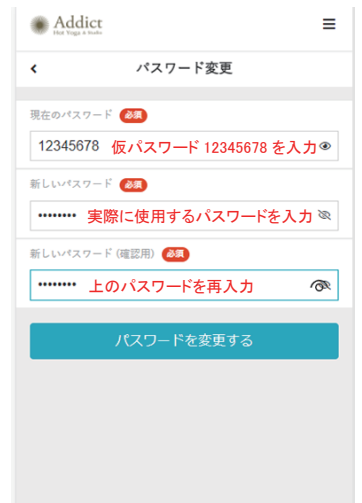 Addict
Hot Yoga & Studio
パスワード変更
現在のパスワード 必須
12345678 仮パスワード 12345678 を入力
新しいパスワード 必須
•••••••• 実際に使用するパスワードを入力
新しいパスワード (確認用) 必須
•••••••• 上のパスワードを再入力
パスワードを変更する